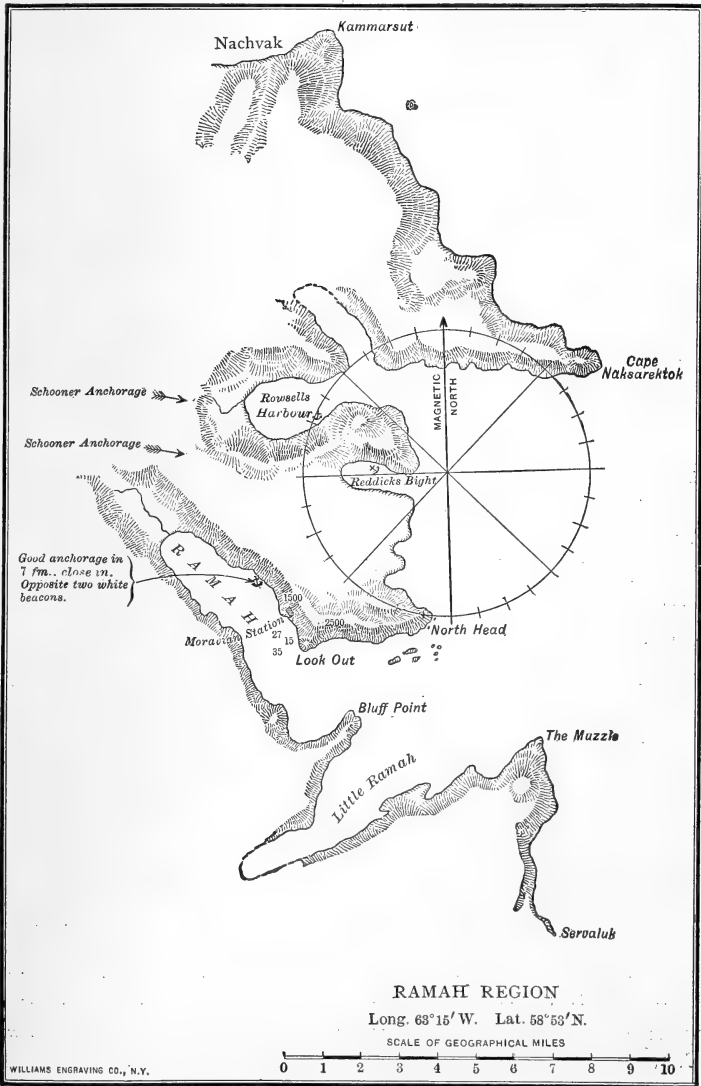 Kammarsut
Nachvak
Cape
Naksarektok
MAGNETIC
NORTH
Schooner Anchorage
Rowsells
Harbour
Schooner Anchorage
Reddicks Bight
Good anchorage in
7 fm.. close in.
Opposite two white
beacons.
RAMAH
1500
2500
North Head
Moravian Station
27 15
35
Look Out
Bluff Point
The Muzzle
Little Ramah
Servaluk
RAMAH REGION
Long. 63°15′ W. Lat. 58°53′ N.
SCALE OF GEOGRAPHICAL MILES
0 1 2 3 4 5 6 7 8 9 10
WILLIAMS ENGRAVING CO., N.Y.